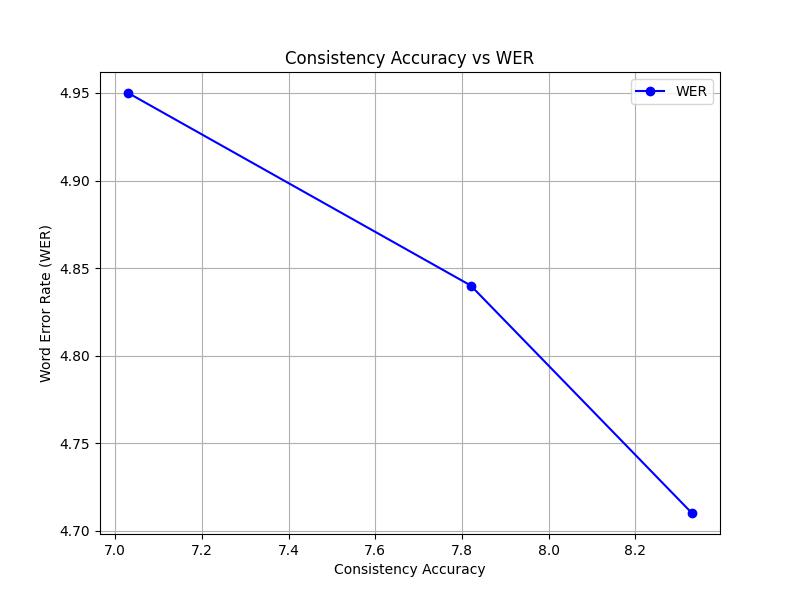 Consistency Accuracy vs WER
WER
Word Error Rate (WER)
4.95
4.90
4.85
4.80
4.75
4.70
7.0 7.2 7.4 7.6 7.8 8.0 8.2
Consistency Accuracy